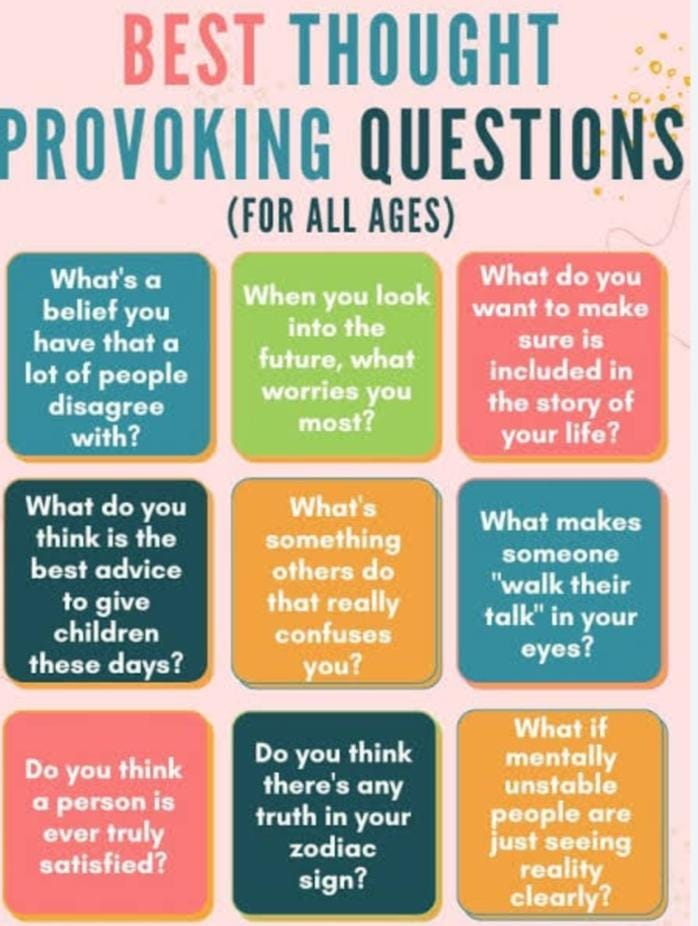 BEST THOUGHT
PROVOKING QUESTIONS
(FOR ALL AGES)
What's a
belief you
have that a
lot of people
disagree
with?
When you look
into the
future, what
worries you
most?
What do you
want to make
sure is
included in
the story of
your life?
What do you
think is the
best advice
to give
children
these days?
What's
something
others do
that really
confuses
you?
What makes
someone
"walk their
talk" in your
eyes?
Do you think
a person is
ever truly
satisfied?
Do you think
there's any
truth in your
zodiac
sign?
What if
mentally
unstable
people are
just seeing
reality
clearly?